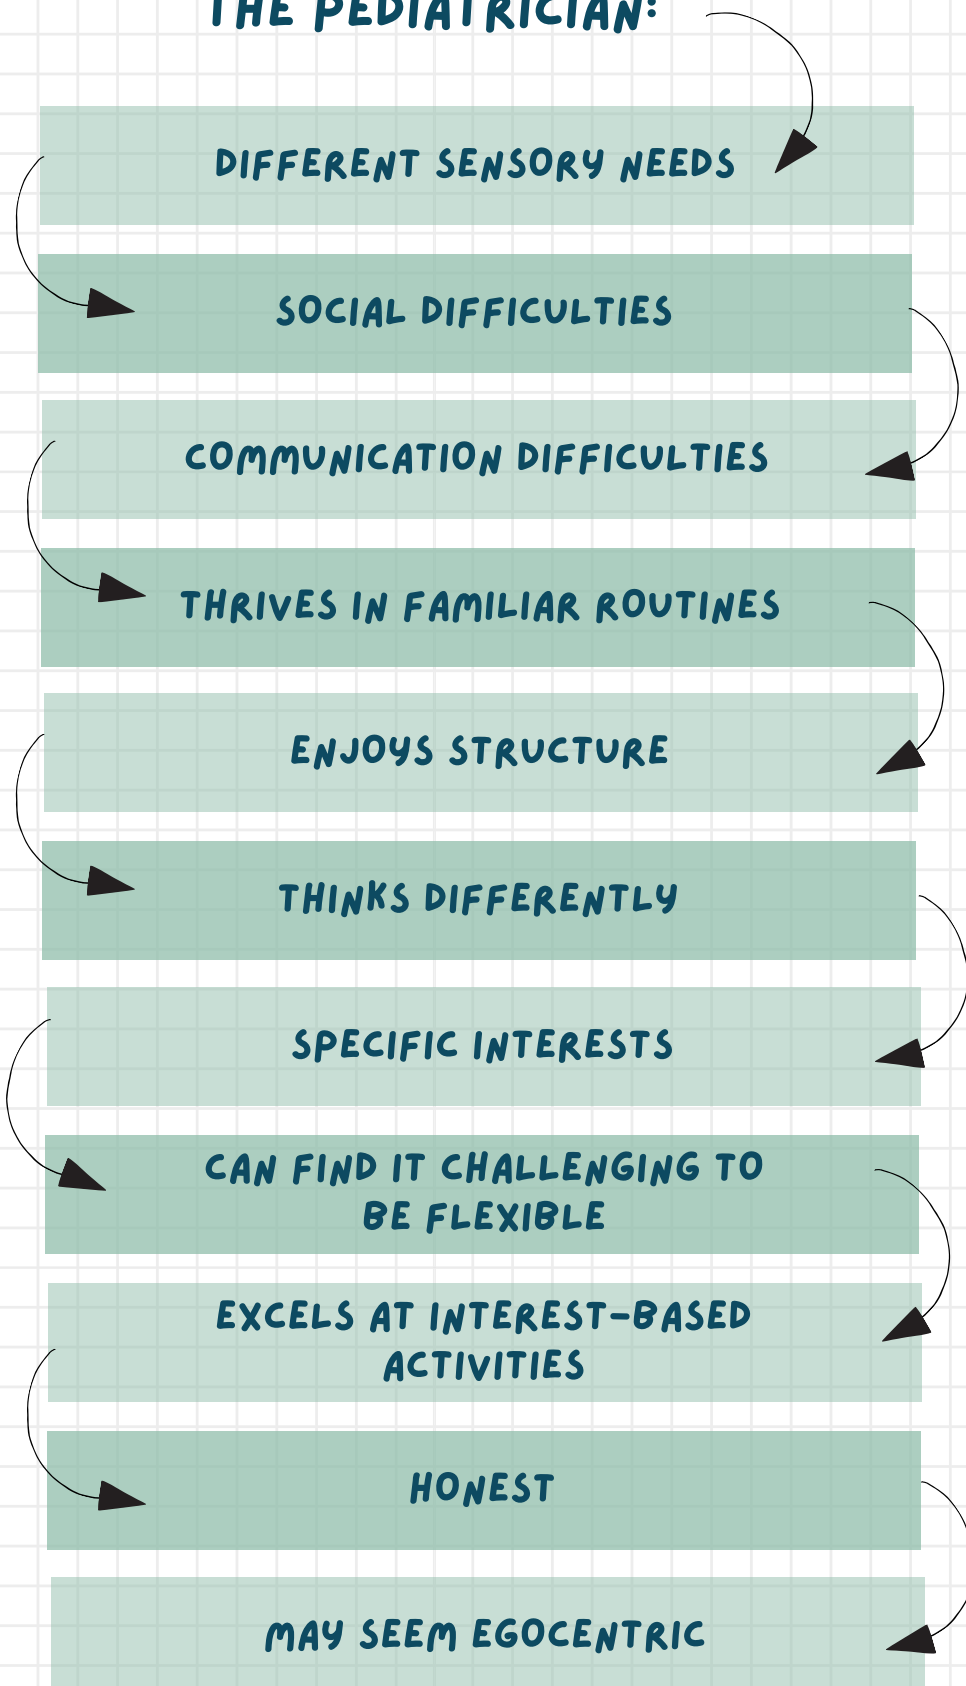 THE PEDIATRICIAN:
DIFFERENT SENSORY NEEDS
SOCIAL DIFFICULTIES
COMMUNICATION DIFFICULTIES
THRIVES IN FAMILIAR ROUTINES
ENJOYS STRUCTURE
THINKS DIFFERENTLY
SPECIFIC INTERESTS
CAN FIND IT CHALLENGING TO
BE FLEXIBLE
EXCELS AT INTEREST-BASED
ACTIVITIES
HONEST
MAY SEEM EGOCENTRIC